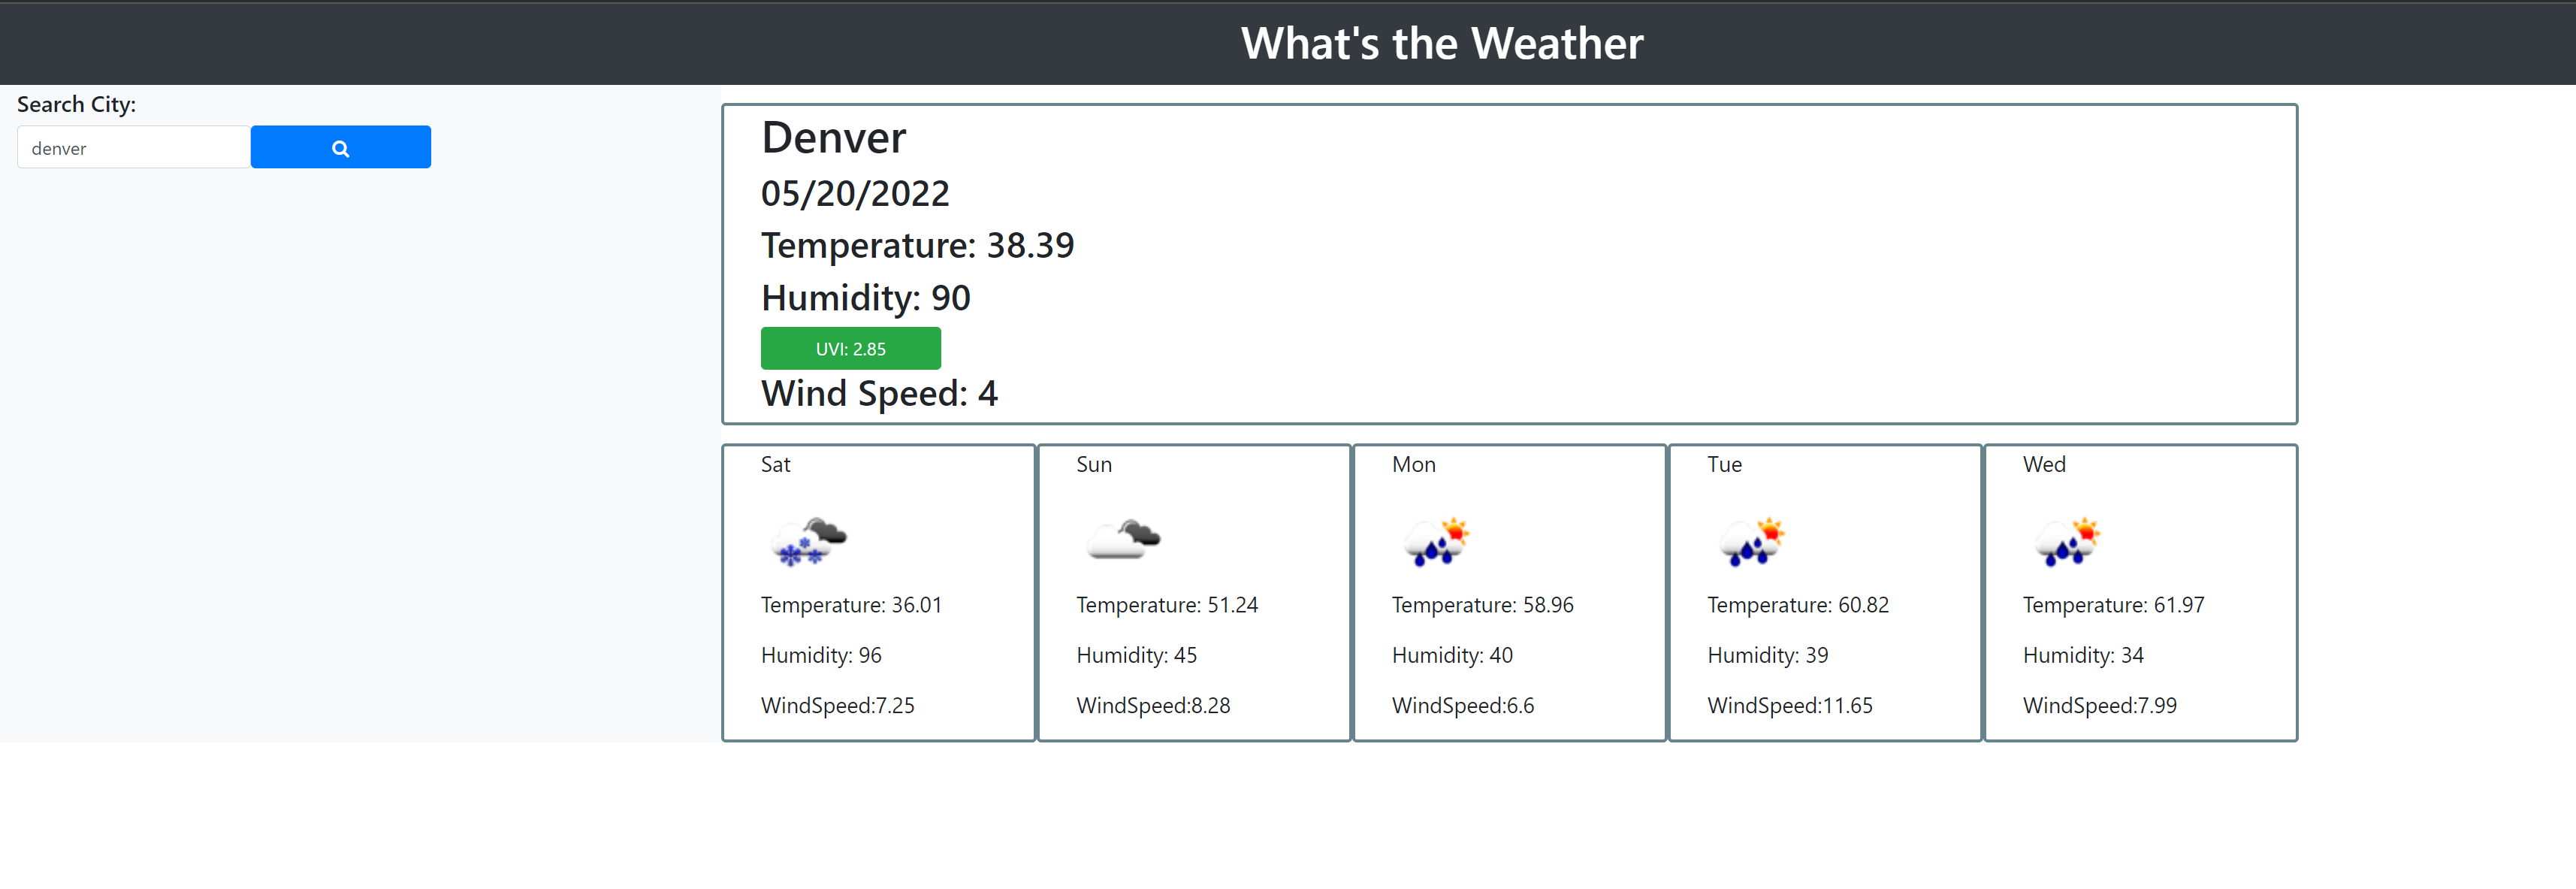 What's the Weather
Search City:
denver
Denver
05/20/2022
Temperature: 38.39
Humidity: 90
UVI: 2.85
Wind Speed: 4
Sat
Temperature: 36.01
Humidity: 96
WindSpeed:7.25
Sun
Temperature: 51.24
Humidity: 45
WindSpeed:8.28
Mon
Temperature: 58.96
Humidity: 40
WindSpeed:6.6
Tue
Temperature: 60.82
Humidity: 39
WindSpeed:11.65
Wed
Temperature: 61.97
Humidity: 34
WindSpeed:7.99